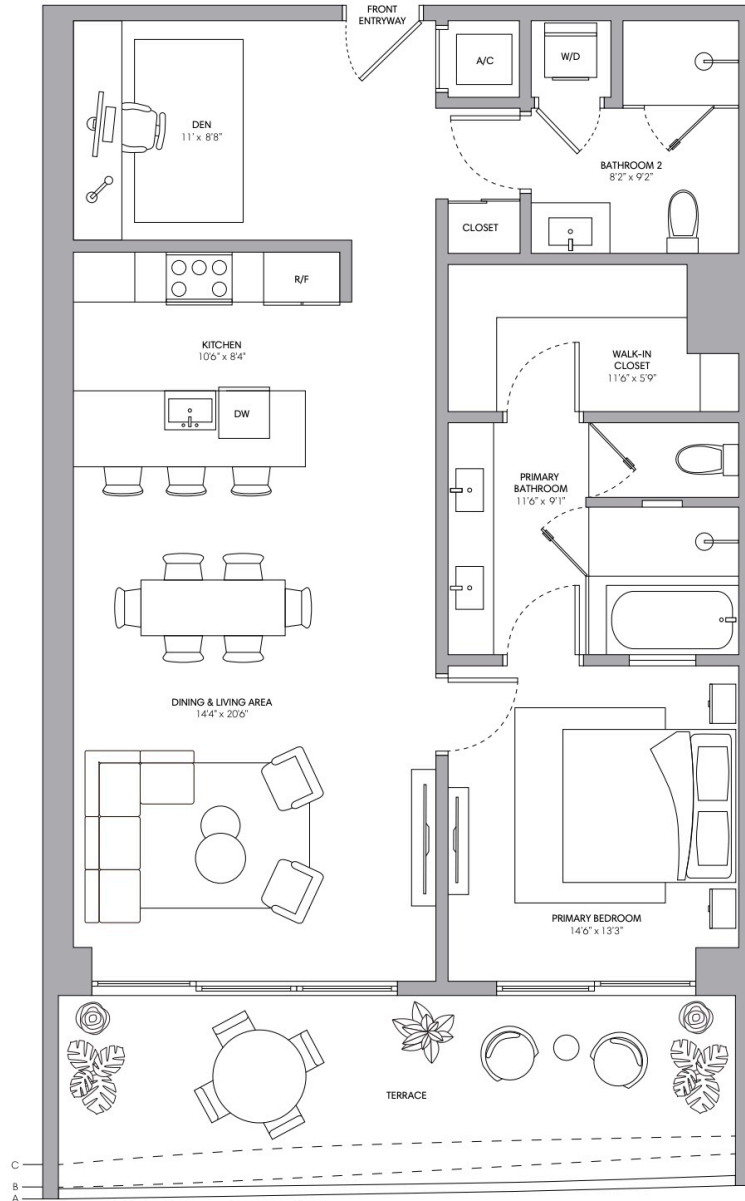 FRONT
ENTRYWAY
A/C
W/D
DEN
11' x 8'8"
BATHROOM 2
8'2" x 9'2"
CLOSET
R/F
KITCHEN
10'6" x 8'4"
WALK-IN
CLOSET
11'6" x 5'9"
DW
PRIMARY
BATHROOM
11'6" x 9'1"
DINING & LIVING AREA
14'4" x 20'6"
PRIMARY BEDROOM
14'6" x 13'3"
TERRACE
C
B
A